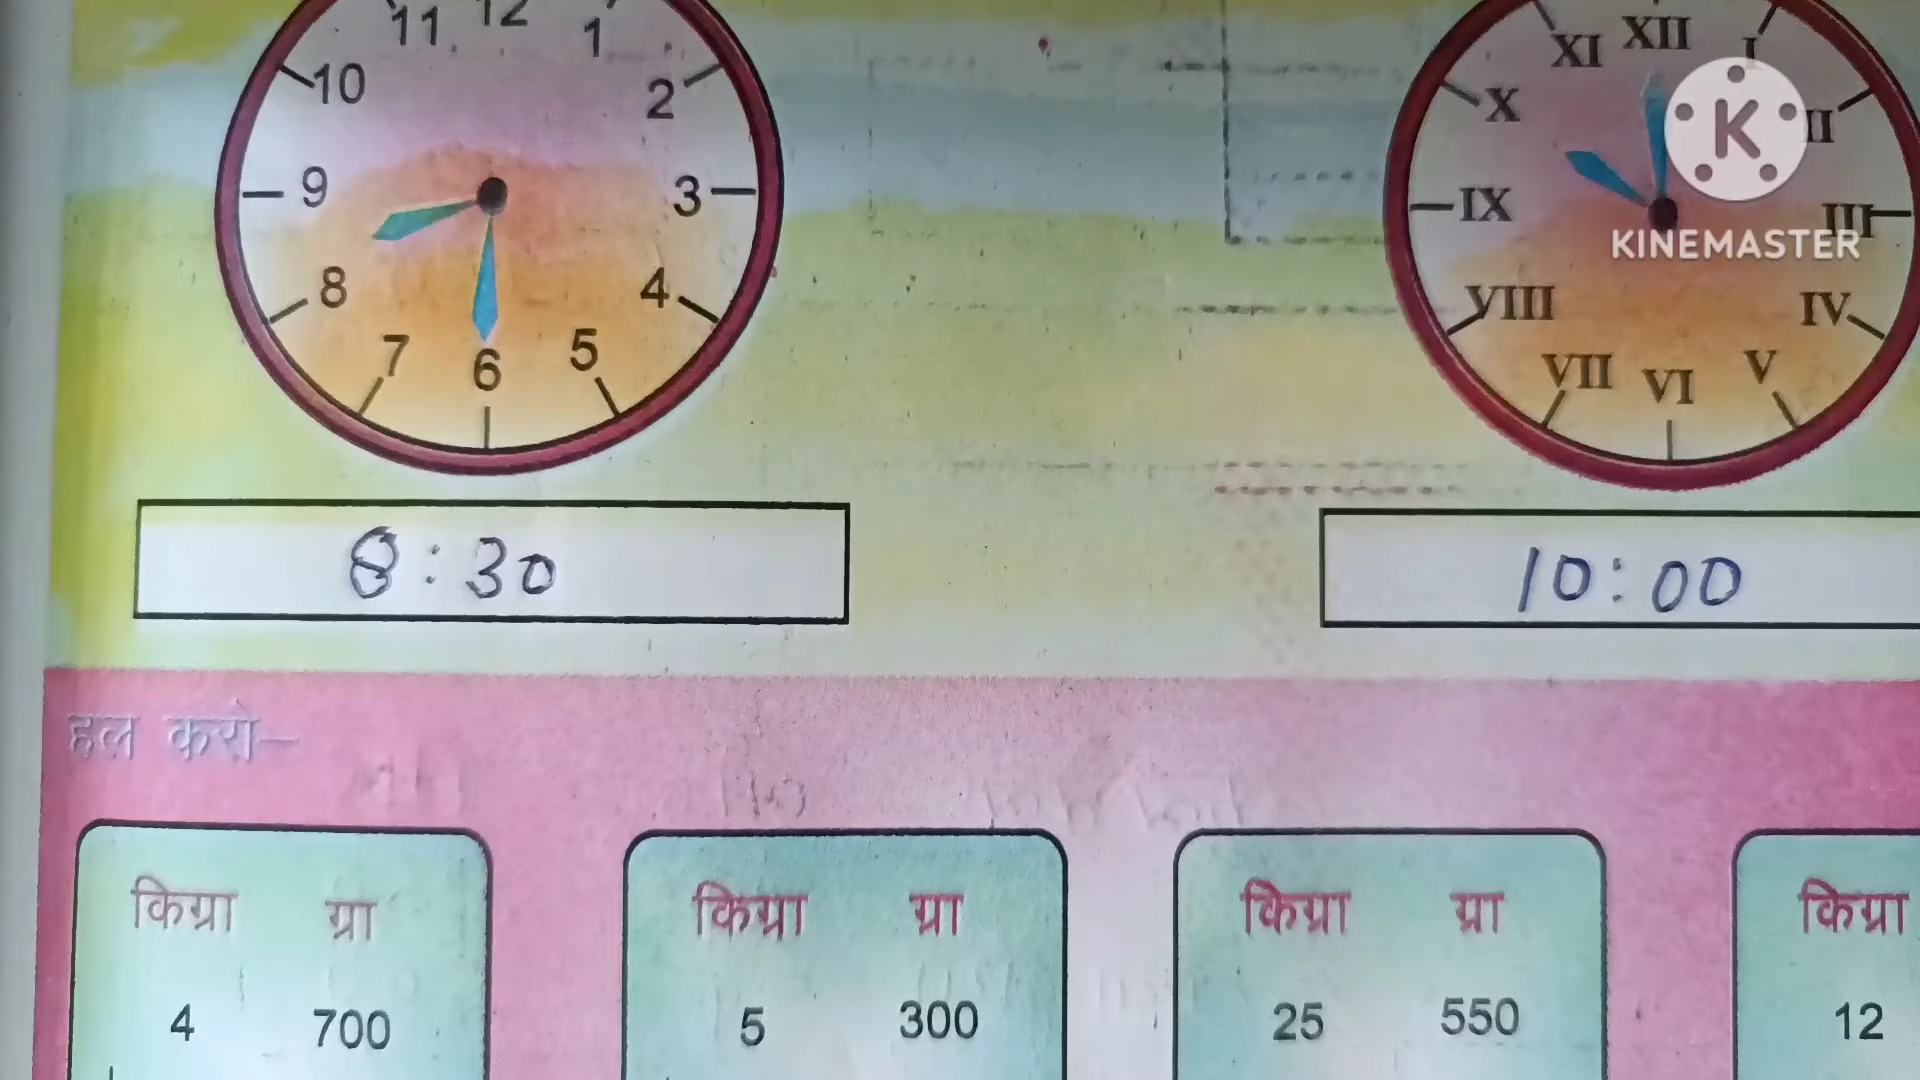 11 12 1
10 2
9 3
8 4
7 6 5
XI XII I
X II
IX III
VIII IV
VII VI V
K
KINEMASTER
8:30
10:00
हल करो—
किग्रा ग्रा
4 700
किग्रा ग्रा
5 300
किग्रा ग्रा
25 550
किग्रा
12